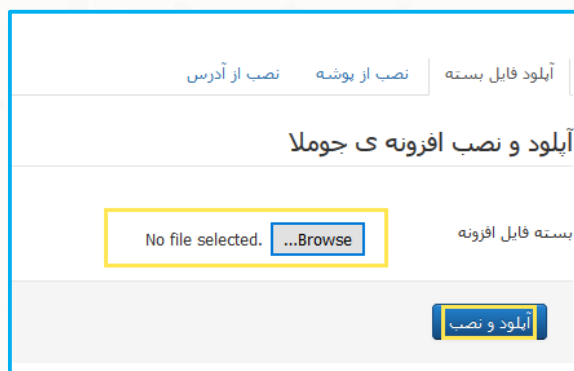 آپلود فایل بسته نصب از پوشه نصب از آدرس
آپلود و نصب افزونه ی جوملا
بسته فایل افزونه Browse... No file selected.
آپلود و نصب